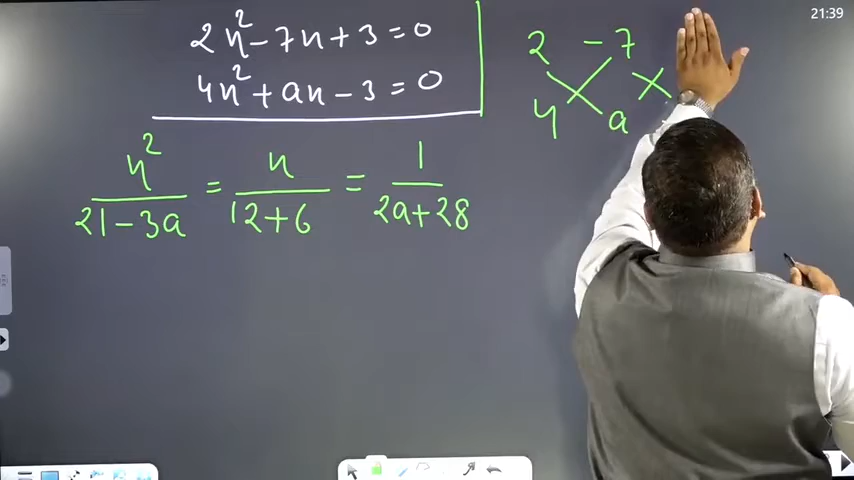 21:39
2x² - 7x + 3 = 0
4x² + ax - 3 = 0
x²/(21 - 3a) = x/(12 + 6) = 1/(2a + 28)
2 - 7
4 a